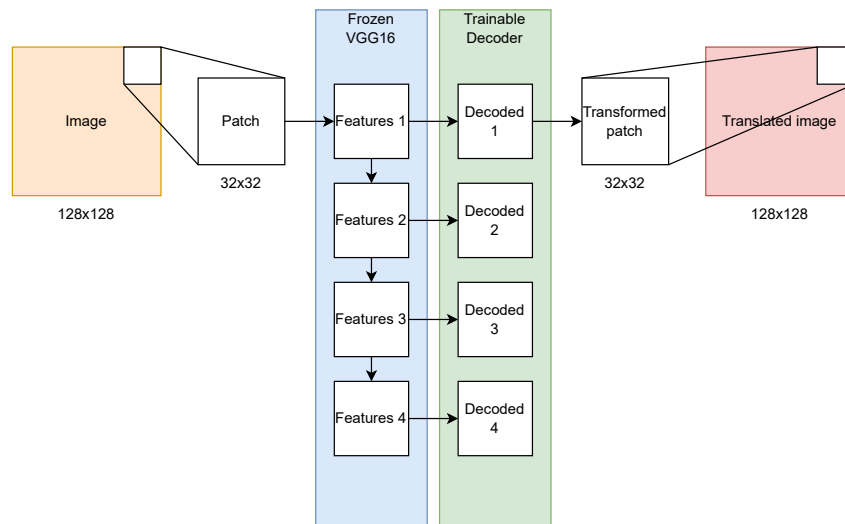 Frozen
VGG16
Trainable
Decoder
Image
Patch
Features 1
Decoded
1
Transformed
patch
Translated image
32x32
32x32
128x128
128x128
Features 2
Decoded
2
Features 3
Decoded
3
Features 4
Decoded
4